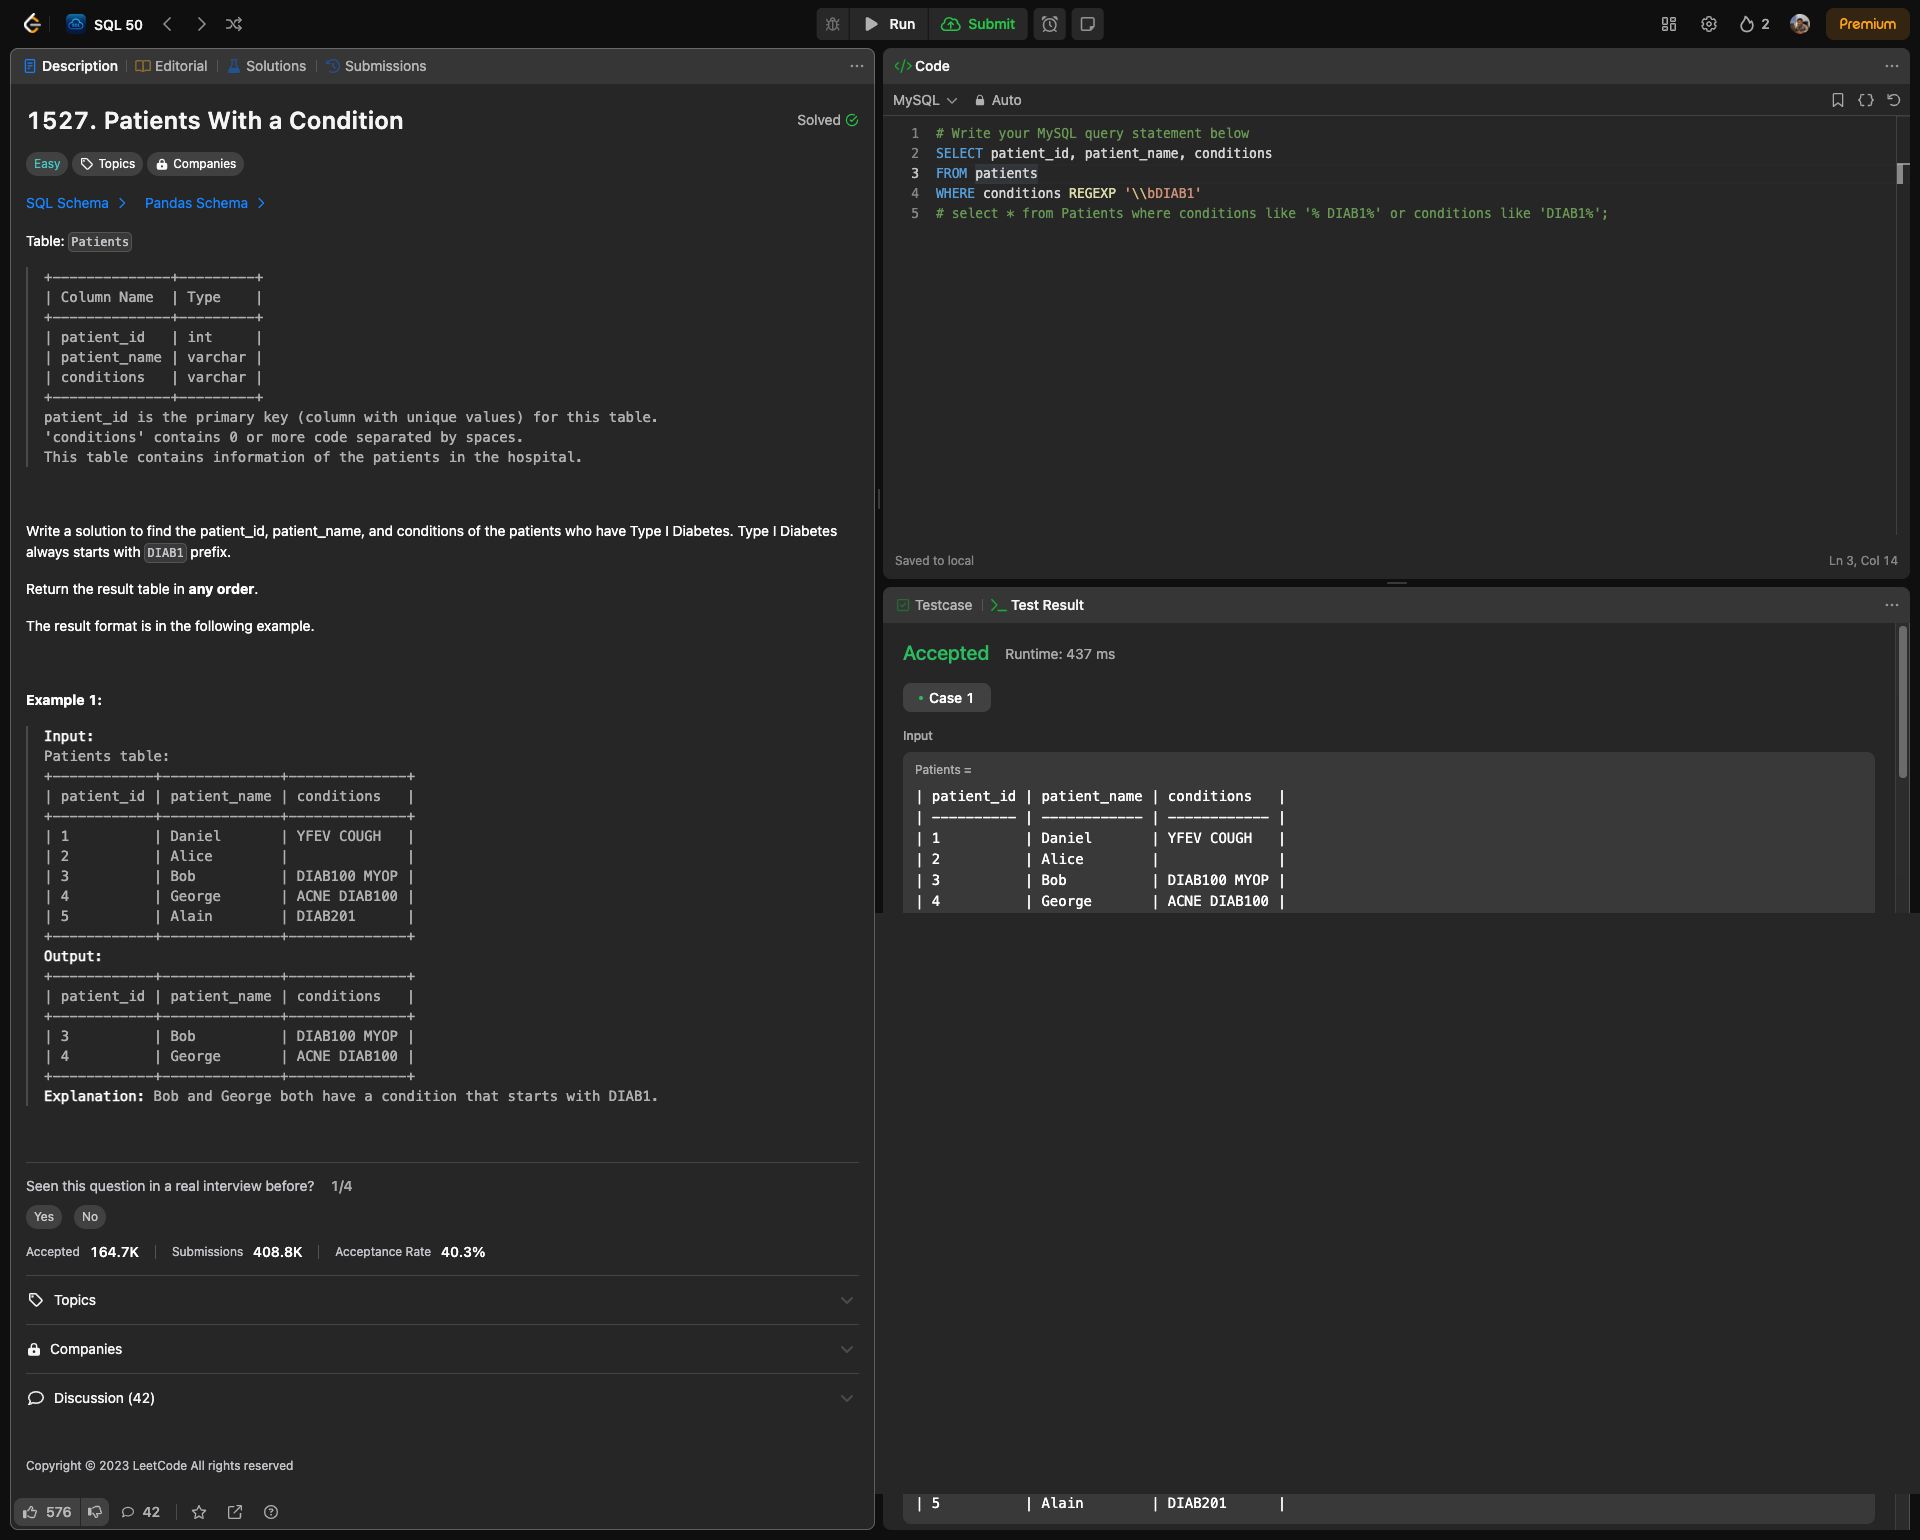 SQL 50
Run
Submit
2
Premium
Description
Editorial
Solutions
Submissions
1527. Patients With a Condition
Solved
Easy
Topics
Companies
SQL Schema
Pandas Schema
Table: Patients
+--------------+---------+
| Column Name  | Type    |
+--------------+---------+
| patient_id   | int     |
| patient_name | varchar |
| conditions   | varchar |
+--------------+---------+
patient_id is the primary key (column with unique values) for this table.
'conditions' contains 0 or more code separated by spaces.
This table contains information of the patients in the hospital.
Write a solution to find the patient_id, patient_name, and conditions of the patients who have Type I Diabetes. Type I Diabetes
always starts with DIAB1 prefix.
Return the result table in any order.
The result format is in the following example.
Example 1:
Input:
Patients table:
+------------+--------------+--------------+
| patient_id | patient_name | conditions   |
+------------+--------------+--------------+
| 1          | Daniel       | YFEV COUGH   |
| 2          | Alice        |              |
| 3          | Bob          | DIAB100 MYOP |
| 4          | George       | ACNE DIAB100 |
| 5          | Alain        | DIAB201      |
+------------+--------------+--------------+
Output:
+------------+--------------+--------------+
| patient_id | patient_name | conditions   |
+------------+--------------+--------------+
| 3          | Bob          | DIAB100 MYOP |
| 4          | George       | ACNE DIAB100 |
+------------+--------------+--------------+
Explanation: Bob and George both have a condition that starts with DIAB1.
Seen this question in a real interview before? 1/4
Yes
No
Accepted 164.7K
Submissions 408.8K
Acceptance Rate 40.3%
Topics
Companies
Discussion (42)
Copyright © 2023 LeetCode All rights reserved
576
42
Code
MySQL
Auto
1 # Write your MySQL query statement below
2 SELECT patient_id, patient_name, conditions
3 FROM patients
4 WHERE conditions REGEXP '\\bDIAB1'
5 # select * from Patients where conditions like '% DIAB1%' or conditions like 'DIAB1%';
Saved to local
Ln 3, Col 14
Testcase
Test Result
Accepted
Runtime: 437 ms
Case 1
Input
Patients =
| patient_id | patient_name | conditions   |
| ---------- | ------------ | ------------ |
| 1          | Daniel       | YFEV COUGH   |
| 2          | Alice        |              |
| 3          | Bob          | DIAB100 MYOP |
| 4          | George       | ACNE DIAB100 |
| 5          | Alain        | DIAB201      |